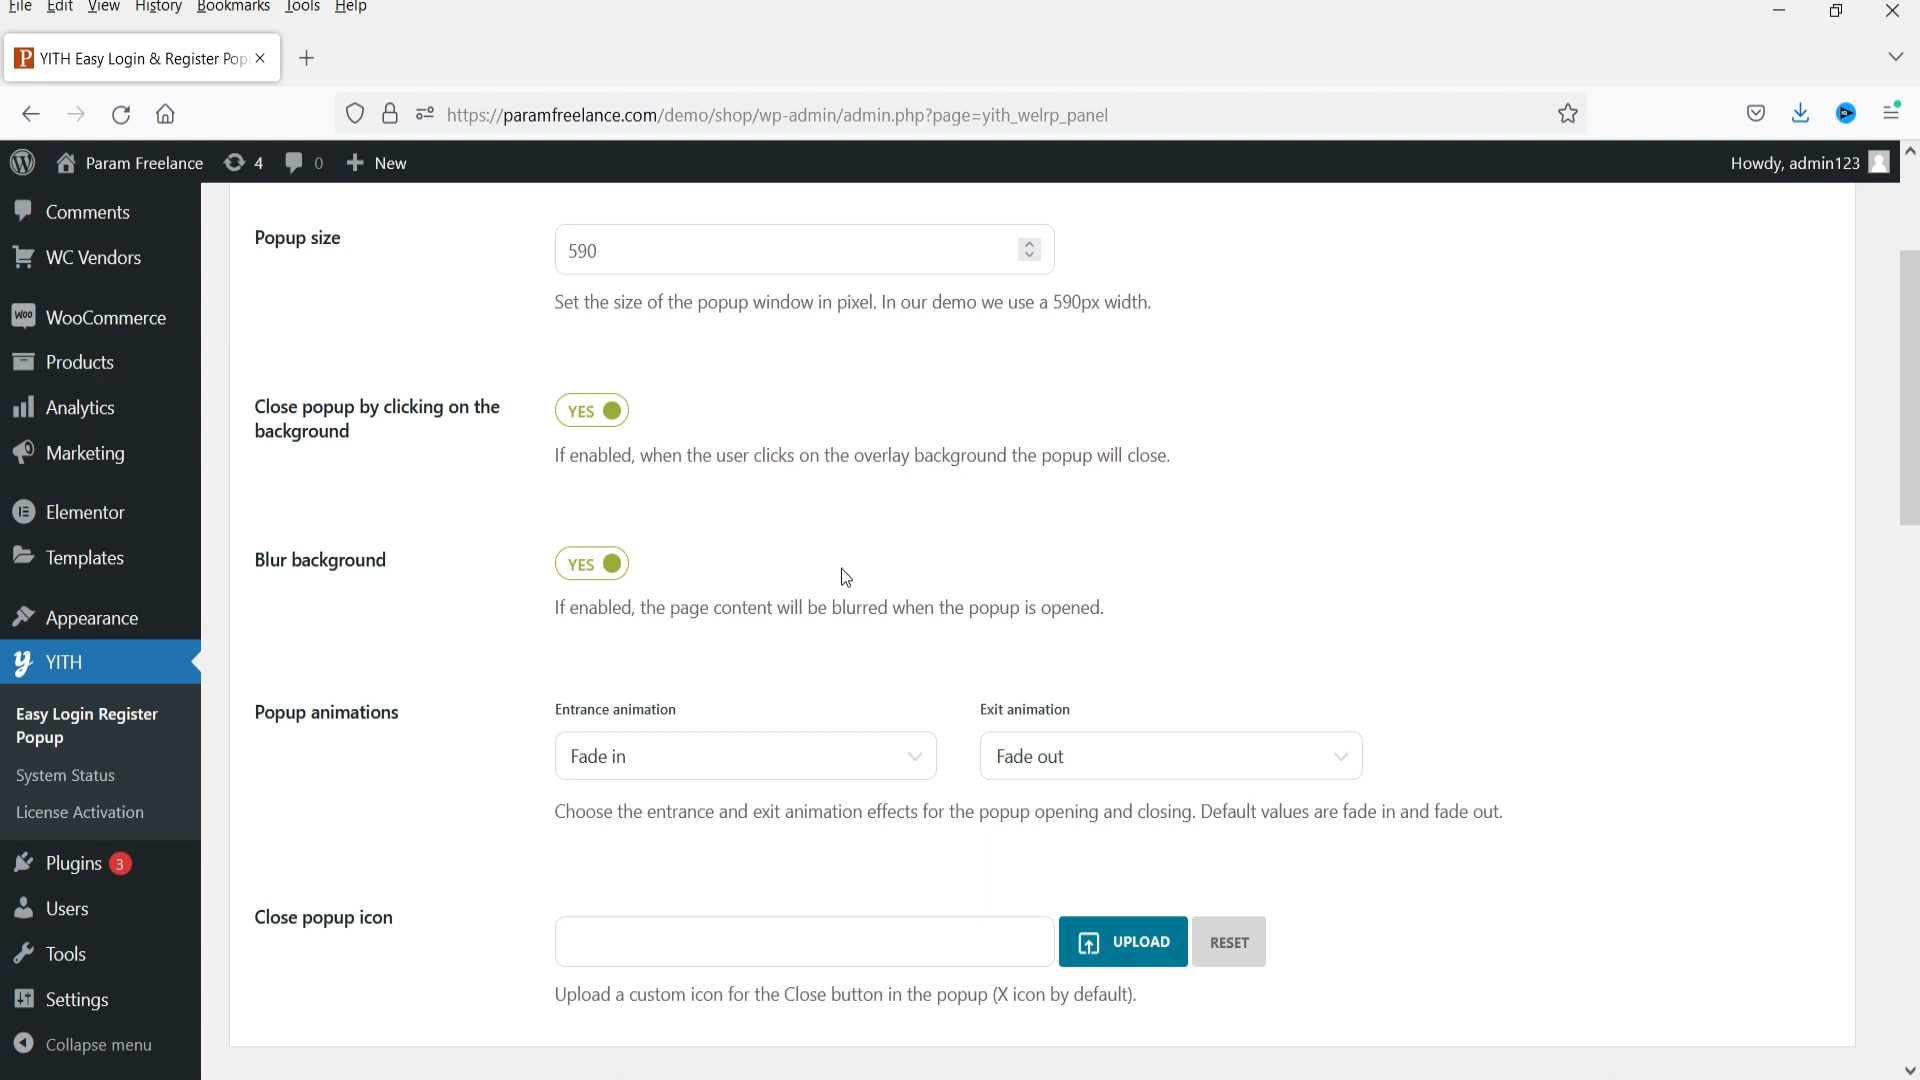 File Edit View History Bookmarks Tools Help
YITH Easy Login & Register Pop
https://paramfreelance.com/demo/shop/wp-admin/admin.php?page=yith_welrp_panel
Param Freelance 4 0 New Howdy, admin123
Comments
WC Vendors
WooCommerce
Products
Analytics
Marketing
Elementor
Templates
Appearance
YITH
Easy Login Register
Popup
System Status
License Activation
Plugins 3
Users
Tools
Settings
Collapse menu
Popup size
590
Set the size of the popup window in pixel. In our demo we use a 590px width.
Close popup by clicking on the
background
YES
If enabled, when the user clicks on the overlay background the popup will close.
Blur background
YES
If enabled, the page content will be blurred when the popup is opened.
Popup animations
Entrance animation
Exit animation
Fade in
Fade out
Choose the entrance and exit animation effects for the popup opening and closing. Default values are fade in and fade out.
Close popup icon
UPLOAD
RESET
Upload a custom icon for the Close button in the popup (X icon by default).